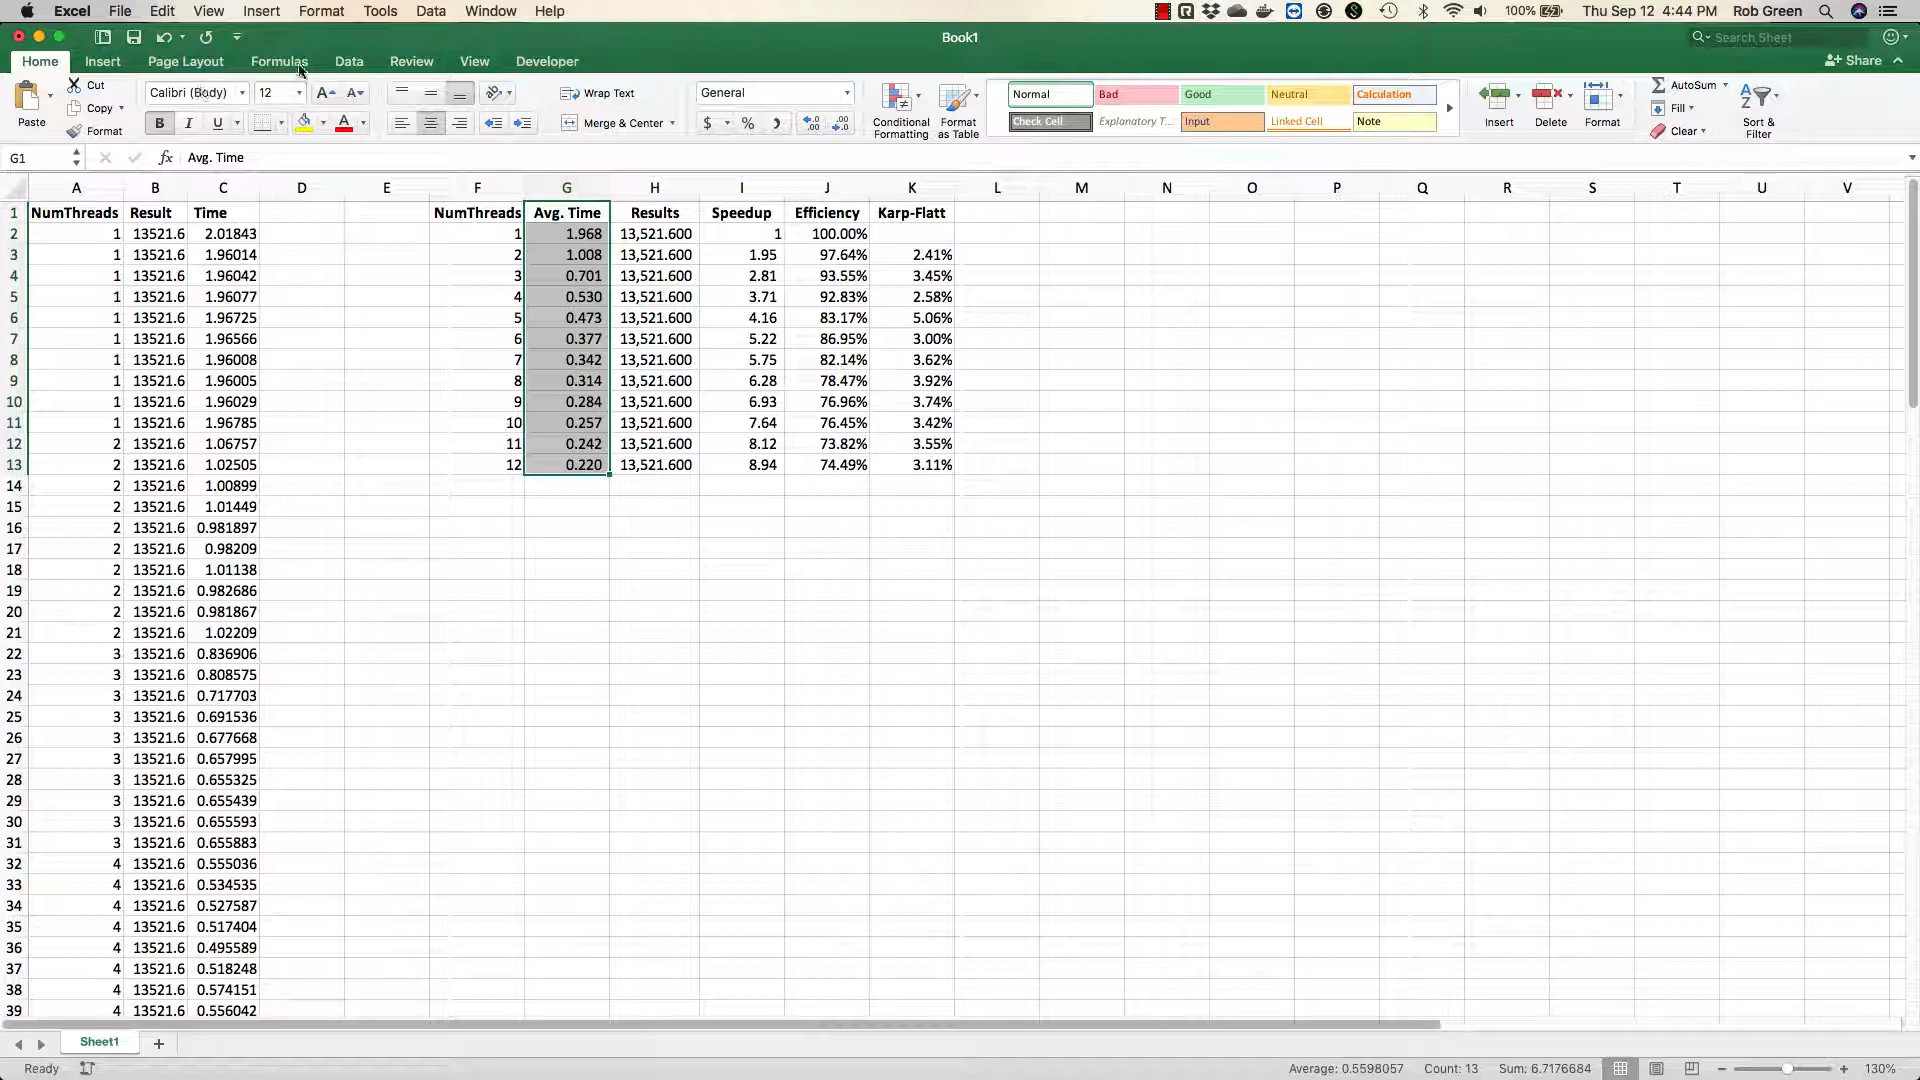 Excel File Edit View Insert Format Tools Data Window Help 100% Thu Sep 12 4:44 PM Rob Green
Book1 Search Sheet
Home Insert Page Layout Formulas Data Review View Developer Share
Paste Cut Copy Format Calibri (Body) 12 Wrap Text Merge & Center General Conditional Formatting Format as Table Normal Bad Good Neutral Calculation Insert Delete Format AutoSum Fill Clear Sort & Filter
B I U A $ % Check Cell Explanatory T... Input Linked Cell Note
G1 fx Avg. Time
A B C D E F G H I J K L M N O P Q R S T U V
1 NumThreads Result Time NumThreads Avg. Time Results Speedup Efficiency Karp-Flatt
2 1 13521.6 2.01843 1 1.968 13,521.600 1 100.00%
3 1 13521.6 1.96014 2 1.008 13,521.600 1.95 97.64% 2.41%
4 1 13521.6 1.96042 3 0.701 13,521.600 2.81 93.55% 3.45%
5 1 13521.6 1.96077 4 0.530 13,521.600 3.71 92.83% 2.58%
6 1 13521.6 1.96725 5 0.473 13,521.600 4.16 83.17% 5.06%
7 1 13521.6 1.96566 6 0.377 13,521.600 5.22 86.95% 3.00%
8 1 13521.6 1.96008 7 0.342 13,521.600 5.75 82.14% 3.62%
9 1 13521.6 1.96005 8 0.314 13,521.600 6.28 78.47% 3.92%
10 1 13521.6 1.96029 9 0.284 13,521.600 6.93 76.96% 3.74%
11 1 13521.6 1.96785 10 0.257 13,521.600 7.64 76.45% 3.42%
12 2 13521.6 1.06757 11 0.242 13,521.600 8.12 73.82% 3.55%
13 2 13521.6 1.02505 12 0.220 13,521.600 8.94 74.49% 3.11%
14 2 13521.6 1.00899
15 2 13521.6 1.01449
16 2 13521.6 0.981897
17 2 13521.6 0.98209
18 2 13521.6 1.01138
19 2 13521.6 0.982686
20 2 13521.6 0.981867
21 2 13521.6 1.02209
22 3 13521.6 0.836906
23 3 13521.6 0.808575
24 3 13521.6 0.717703
25 3 13521.6 0.691536
26 3 13521.6 0.677668
27 3 13521.6 0.657995
28 3 13521.6 0.655325
29 3 13521.6 0.655439
30 3 13521.6 0.655593
31 3 13521.6 0.655883
32 4 13521.6 0.555036
33 4 13521.6 0.534535
34 4 13521.6 0.527587
35 4 13521.6 0.517404
36 4 13521.6 0.495589
37 4 13521.6 0.518248
38 4 13521.6 0.574151
39 4 13521.6 0.556042
Sheet1
Ready Average: 0.5598057 Count: 13 Sum: 6.7176684 130%